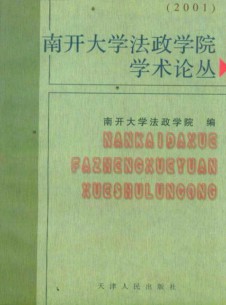 (2001)
南开大学法政学院
学术论丛
南开大学法政学院 编
NANKAIDAXUE
FAZHENGXUEYUAN
XUESHULUNCONG
天津人民出版社